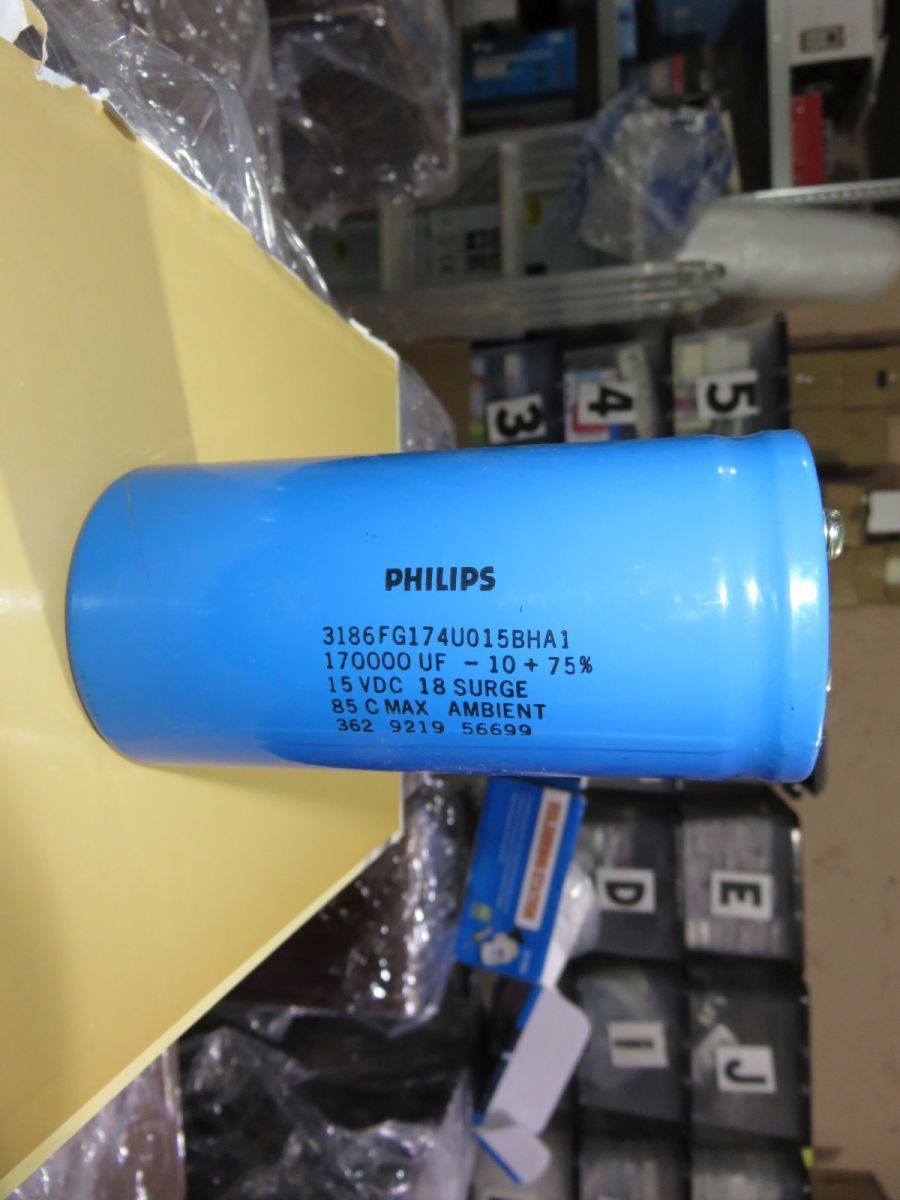 PHILIPS
3186FG174U015BHA1
170000 UF - 10 + 75%
15 VDC 18 SURGE
85 C MAX AMBIENT
362 9219 56699
3
4
5
D
E
I
J